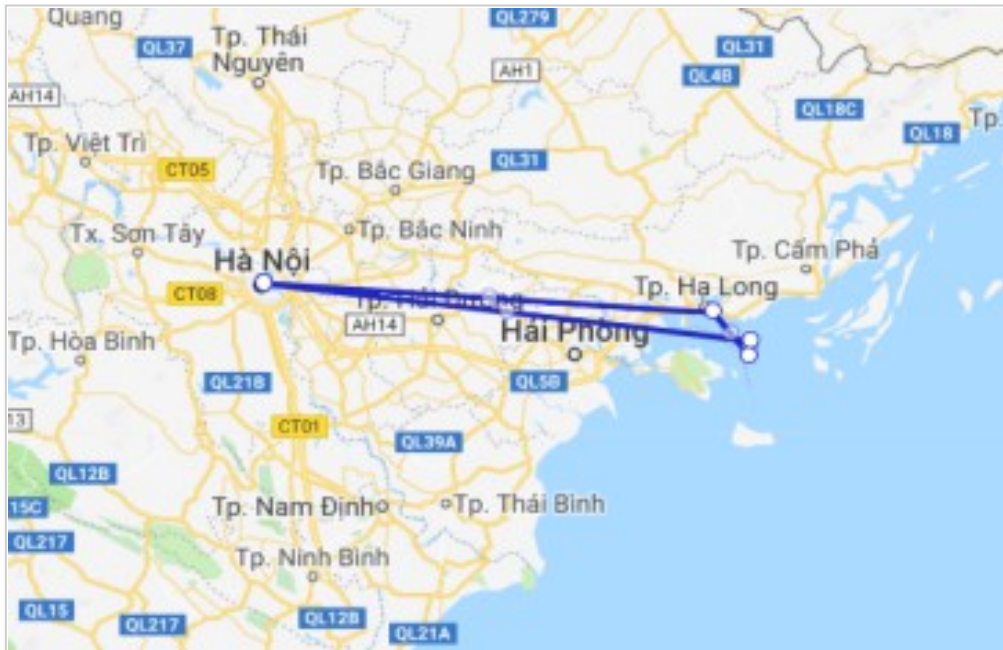 Quang
QL279
QL37
Tp. Thái
Nguyên
QL31
AH1
QL4B
AH14
QL18C
Tp.
QL18
Tp. Việt Trì
CT05
QL31
Tp. Bắc Giang
Tx. Sơn Tây
Tp. Bắc Ninh
Hà Nội
Tp. Cẩm Phả
CT08
Tp. Hạ Long
AH14
Hải Phòng
Tp. Hòa Bình
QL21B
QL5B
CT01
13
QL39A
QL12B
15C
Tp. Nam Định
Tp. Thái Bình
QL217
Tp. Ninh Bình
QL15
QL217
QL12B
QL21A